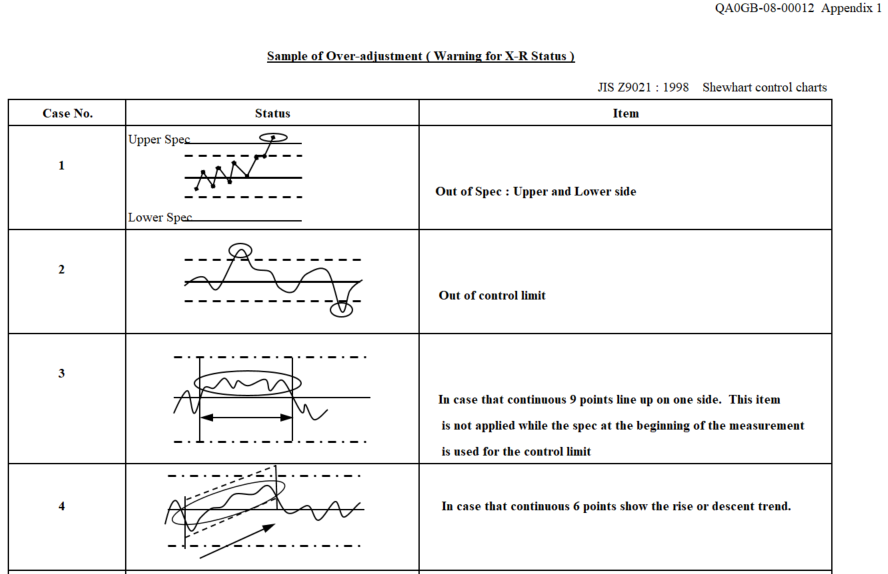 QA0GB-08-00012 Appendix 1
Sample of Over-adjustment ( Warning for X-R Status )
JIS Z9021 : 1998 Shewhart control charts
Case No. Status Item
Upper Spec
1
Out of Spec : Upper and Lower side
Lower Spec
2
Out of control limit
3
In case that continuous 9 points line up on one side. This item
is not applied while the spec at the beginning of the measurement
is used for the control limit
4
In case that continuous 6 points show the rise or descent trend.